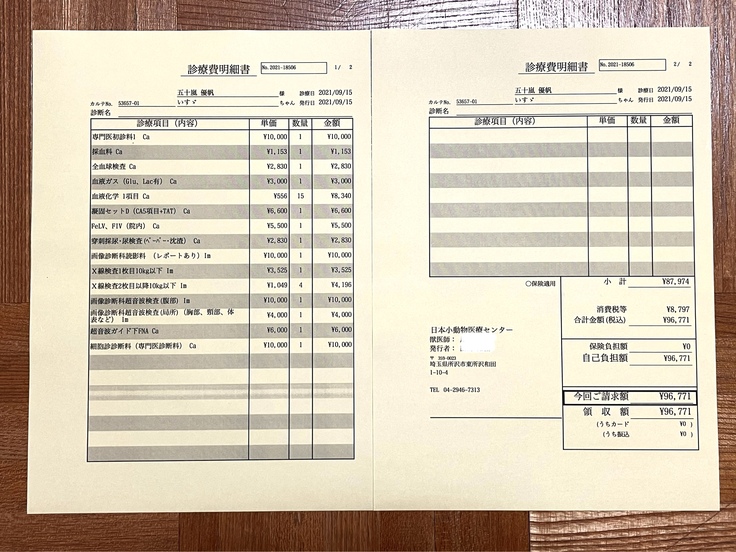 診療費明細書 No.2021-18506 1/ 2
五十嵐 優帆 様 診療日 2021/09/15
カルテNo. 53657-01 いすゞ ちゃん 発行日 2021/09/15
診断名
診療項目（内容） 単価 数量 金額
専門医初診料1 Ca ¥10,000 1 ¥10,000
採血料 Ca ¥1,153 1 ¥1,153
全血球検査 Ca ¥2,830 1 ¥2,830
血液ガス（Glu、Lac有） Ca ¥3,000 1 ¥3,000
血液化学 1項目 Ca ¥556 15 ¥8,340
凝固セットD（CA5項目+TAT） Ca ¥6,600 1 ¥6,600
FeLV、FIV（院内） Ca ¥5,500 1 ¥5,500
穿刺採尿・尿検査(ﾍﾟｰﾊﾟｰ・沈渣) Ca ¥2,830 1 ¥2,830
画像診断科読影料 （レポートあり）Im ¥10,000 1 ¥10,000
X線検査1枚目10kg以下 Im ¥3,525 1 ¥3,525
X線検査2枚目以降10kg以下 Im ¥1,049 4 ¥4,196
画像診断科超音波検査(腹部) Im ¥10,000 1 ¥10,000
画像診断科超音波検査(局所)（胸部、頸部、体表など） Im ¥4,000 1 ¥4,000
超音波ガイド下FNA Ca ¥6,000 1 ¥6,000
細胞診診断料（専門医診断料） Ca ¥10,000 1 ¥10,000
診療費明細書 No.2021-18506 2/ 2
五十嵐 優帆 様 診療日 2021/09/15
カルテNo. 53657-01 いすゞ ちゃん 発行日 2021/09/15
診断名
診療項目（内容） 単価 数量 金額
〇保険適用 小 計 ¥87,974
消費税等 ¥8,797
合計金額(税込) ¥96,771
日本小動物医療センター
獣医師：
発行者：
〒 359-0023
埼玉県所沢市東所沢和田
1-10-4
TEL 04-2946-7313
保険負担額 ¥0
自己負担額 ¥96,771
今回ご請求額 ¥96,771
領 収 額 ¥96,771
(うちカード ¥0 )
(うち振込 ¥0 )